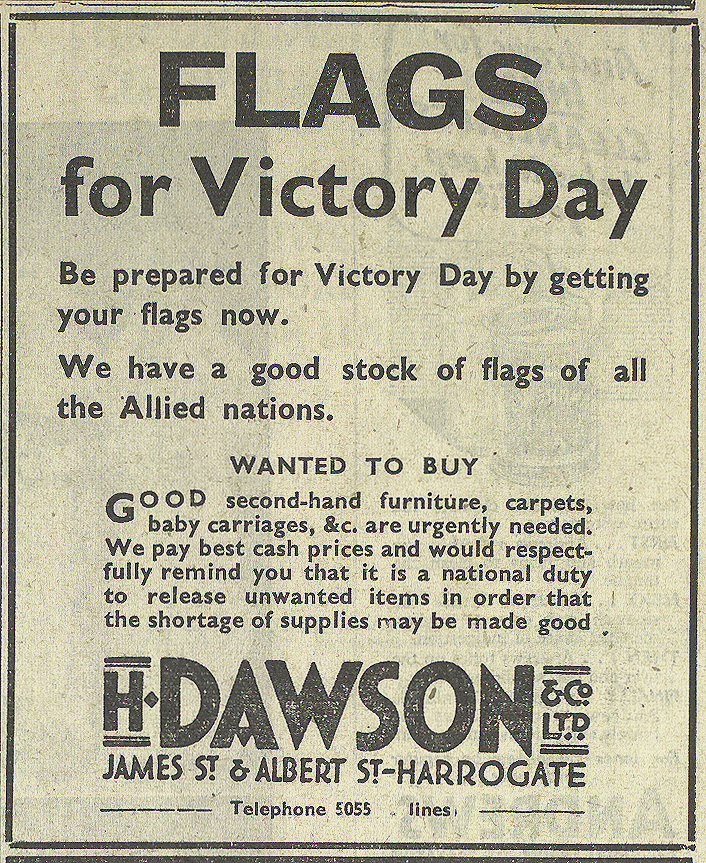 FLAGS
for Victory Day
Be prepared for Victory Day by getting
your flags now.
We have a good stock of flags of all
the Allied nations.
WANTED TO BUY
GOOD second-hand furniture, carpets,
baby carriages, &c. are urgently needed.
We pay best cash prices and would respect-
fully remind you that it is a national duty
to release unwanted items in order that
the shortage of supplies may be made good.
H·DAWSON & CO. LTD
JAMES ST & ALBERT ST-HARROGATE
Telephone 5055 lines